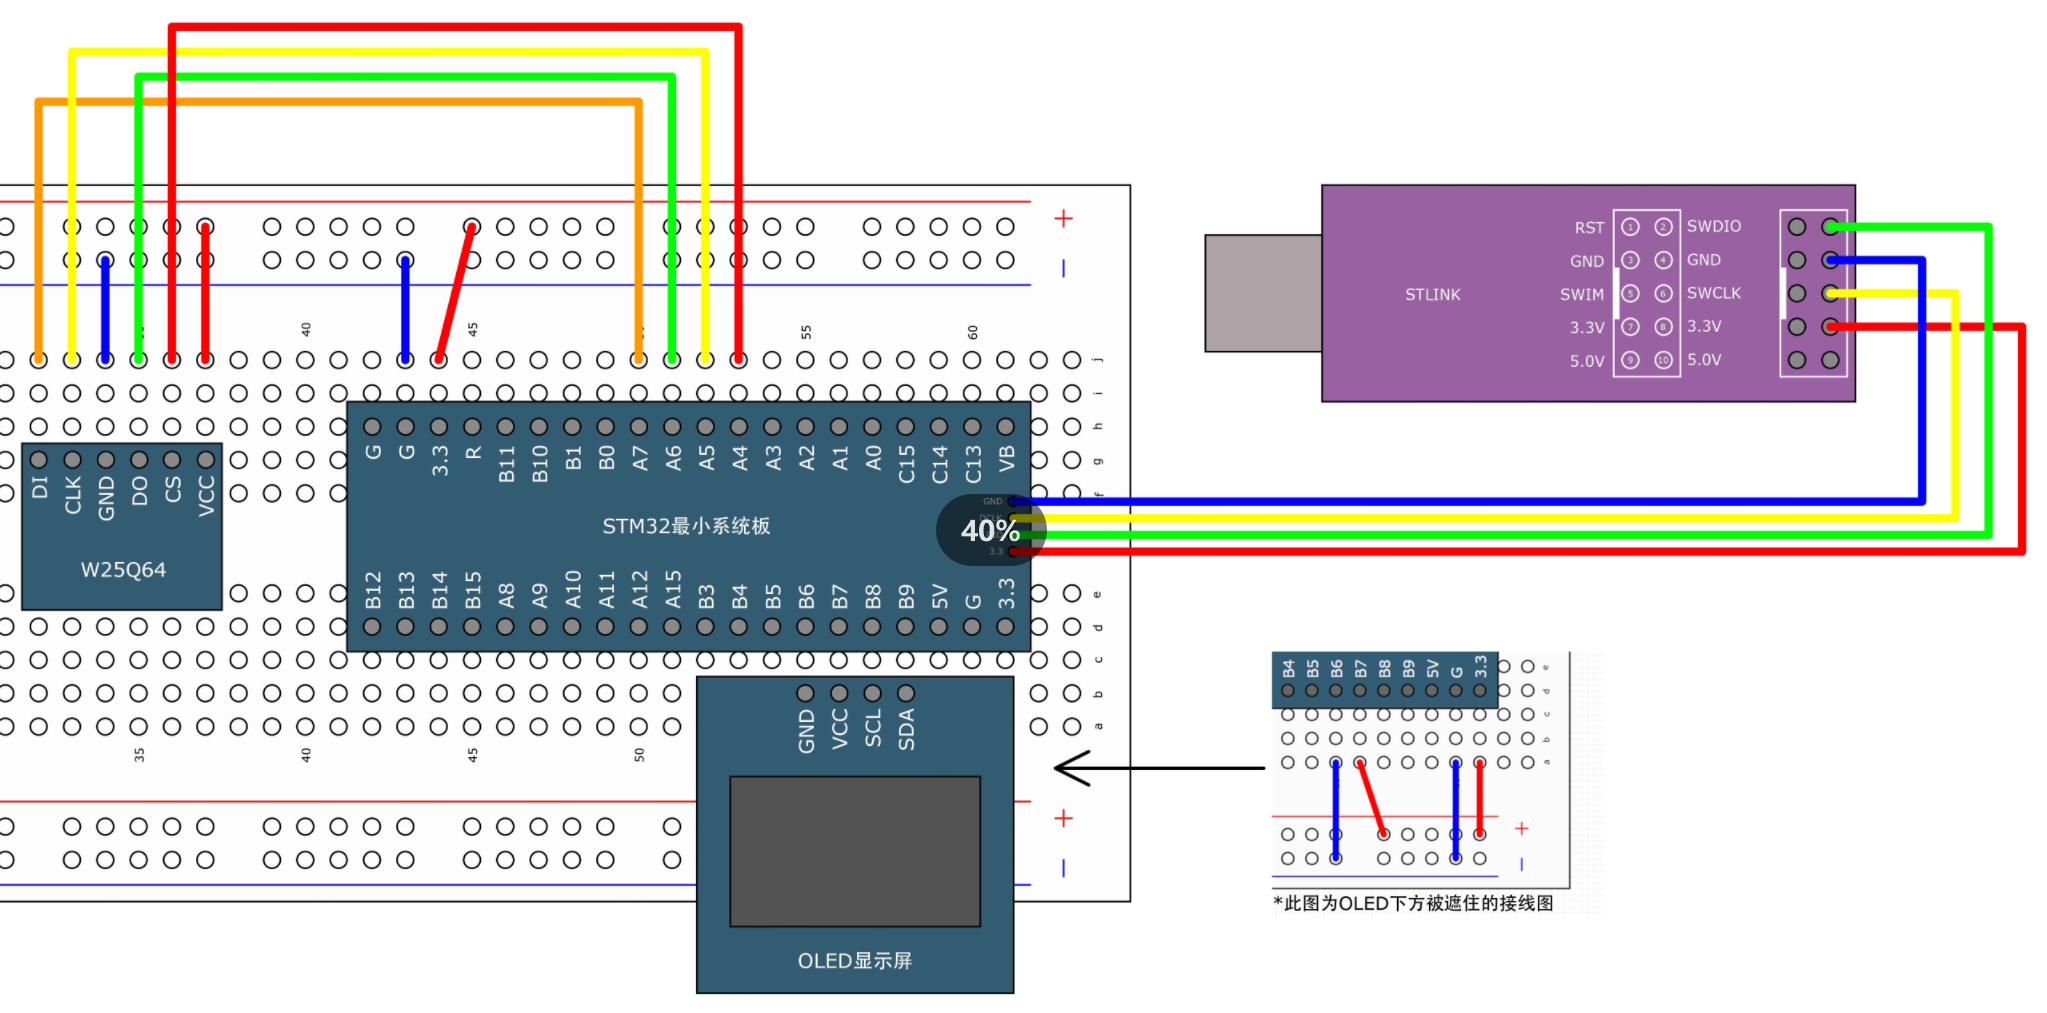 +
RST 1 2 SWDIO
GND 3 4 GND
—
STLINK
SWIM 5 6 SWCLK
3.3V 7 8 3.3V
5.0V 9 10 5.0V
40 45 55 60
j
i
h
g
f
G G 3.3 R B11 B10 B1 B0 A7 A6 A5 A4 A3 A2 A1 A0 C15 C14 C13 VB
DI CLK GND DO CS VCC
W25Q64
STM32最小系统板
GND
3.3
40%
B12 B13 B14 B15 A8 A9 A10 A11 A12 A15 B3 B4 B5 B6 B7 B8 B9 5V G 3.3
e
d
c
b
a
GND VCC SCL SDA
35 40 45 50
+
—
OLED显示屏
B4 B5 B6 B7 B8 B9 5V G 3.3
e
d
c
b
a
+
—
*此图为OLED下方被遮住的接线图